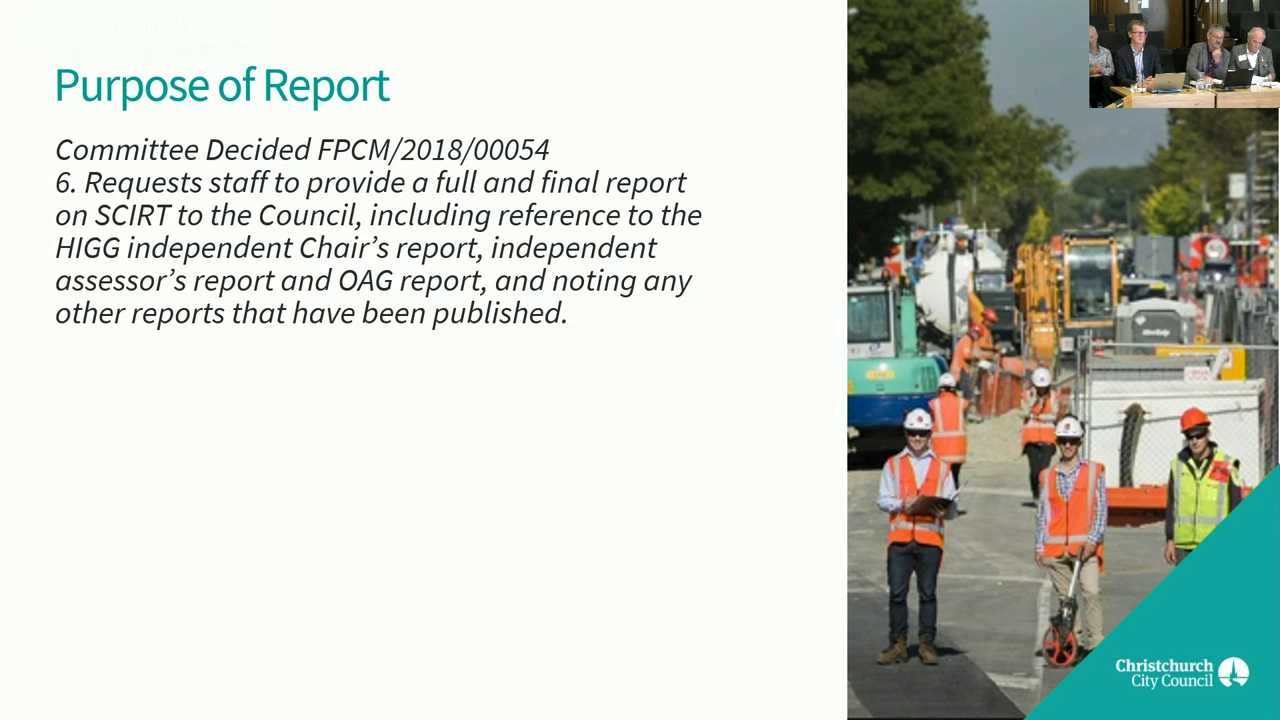 Purpose of Report
Committee Decided FPCM/2018/00054
6. Requests staff to provide a full and final report
on SCIRT to the Council, including reference to the
HIGG independent Chair’s report, independent
assessor’s report and OAG report, and noting any
other reports that have been published.
Christchurch
City Council